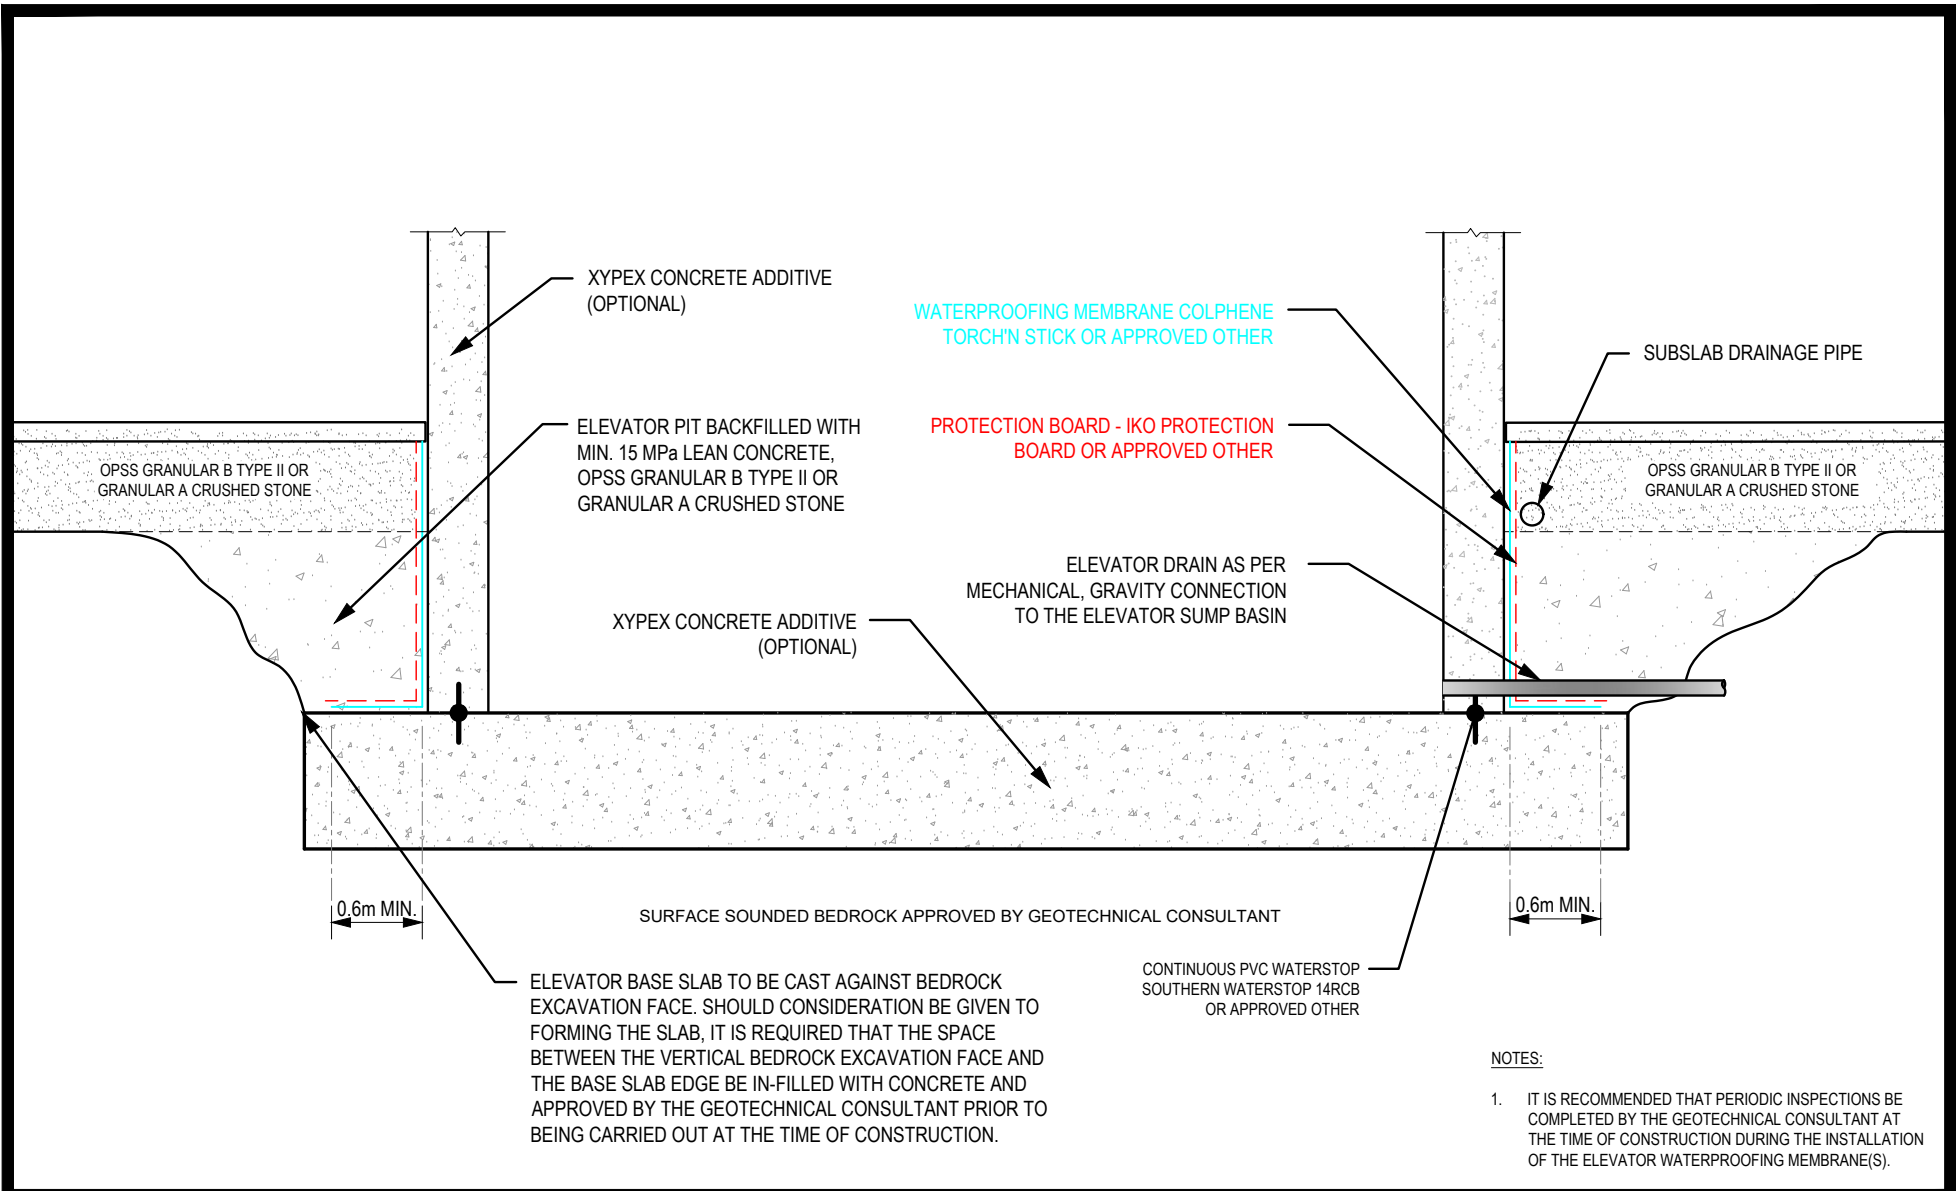 XYPEX CONCRETE ADDITIVE
(OPTIONAL)
WATERPROOFING MEMBRANE COLPHENE
TORCH'N STICK OR APPROVED OTHER
SUBSLAB DRAINAGE PIPE
ELEVATOR PIT BACKFILLED WITH
MIN. 15 MPa LEAN CONCRETE,
OPSS GRANULAR B TYPE II OR
GRANULAR A CRUSHED STONE
PROTECTION BOARD - IKO PROTECTION
BOARD OR APPROVED OTHER
OPSS GRANULAR B TYPE II OR
GRANULAR A CRUSHED STONE
OPSS GRANULAR B TYPE II OR
GRANULAR A CRUSHED STONE
ELEVATOR DRAIN AS PER
MECHANICAL, GRAVITY CONNECTION
TO THE ELEVATOR SUMP BASIN
XYPEX CONCRETE ADDITIVE
(OPTIONAL)
0.6m MIN.
SURFACE SOUNDED BEDROCK APPROVED BY GEOTECHNICAL CONSULTANT
0.6m MIN.
ELEVATOR BASE SLAB TO BE CAST AGAINST BEDROCK
EXCAVATION FACE. SHOULD CONSIDERATION BE GIVEN TO
FORMING THE SLAB, IT IS REQUIRED THAT THE SPACE
BETWEEN THE VERTICAL BEDROCK EXCAVATION FACE AND
THE BASE SLAB EDGE BE IN-FILLED WITH CONCRETE AND
APPROVED BY THE GEOTECHNICAL CONSULTANT PRIOR TO
BEING CARRIED OUT AT THE TIME OF CONSTRUCTION.
CONTINUOUS PVC WATERSTOP
SOUTHERN WATERSTOP 14RCB
OR APPROVED OTHER
NOTES:
1. IT IS RECOMMENDED THAT PERIODIC INSPECTIONS BE
COMPLETED BY THE GEOTECHNICAL CONSULTANT AT
THE TIME OF CONSTRUCTION DURING THE INSTALLATION
OF THE ELEVATOR WATERPROOFING MEMBRANE(S).